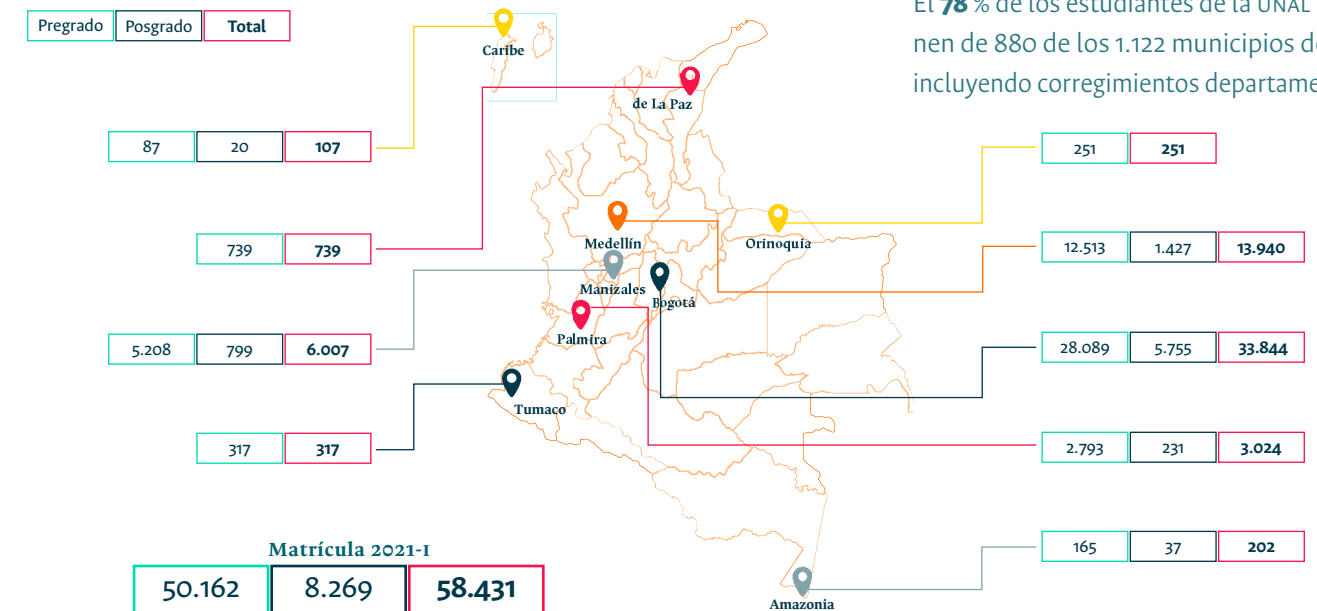 Pregrado Posgrado Total
El 78 % de los estudiantes de la UNAL
nen de 880 de los 1.122 municipios
incluyendo corregimientos
Caribe
de La Paz
87 20 107
251 251
739 739
Medellín
Orinoquia
12.513 1.427 13.940
Manizales
Bogotá
Palmira
5.208 799 6.007
28.089 5.755 33.844
Tumaco
317 317
2.793 231 3.024
165 37 202
Matrícula 2021-I
50.162 8.269 58.431
Amazonia